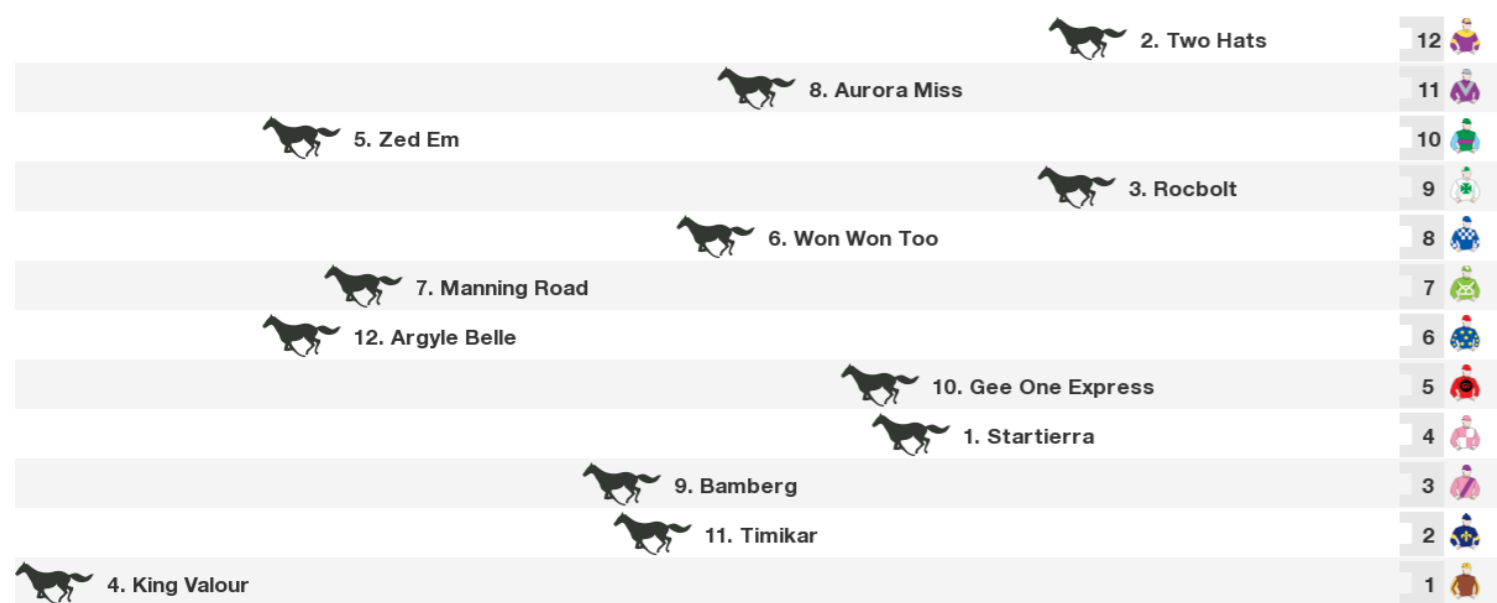 2. Two Hats 12
8. Aurora Miss 11
5. Zed Em 10
3. Rocbolt 9
6. Won Won Too 8
7. Manning Road 7
12. Argyle Belle 6
10. Gee One Express 5
1. Startierra 4
9. Bamberg 3
11. Timikar 2
4. King Valour 1